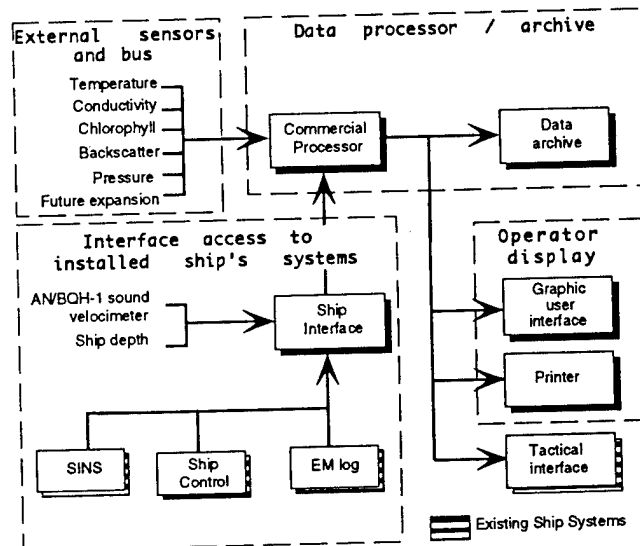 External sensors
and bus
Temperature
Conductivity
Chlorophyll
Backscatter
Pressure
Future expansion
Data processor / archive
Commercial
Processor
Data
archive
Interface access to
installed ship's systems
AN/BQH-1 sound
velocimeter
Ship depth
Ship
Interface
SINS
Ship
Control
EM log
Operator
display
Graphic
user
interface
Printer
Tactical
interface
Existing Ship Systems